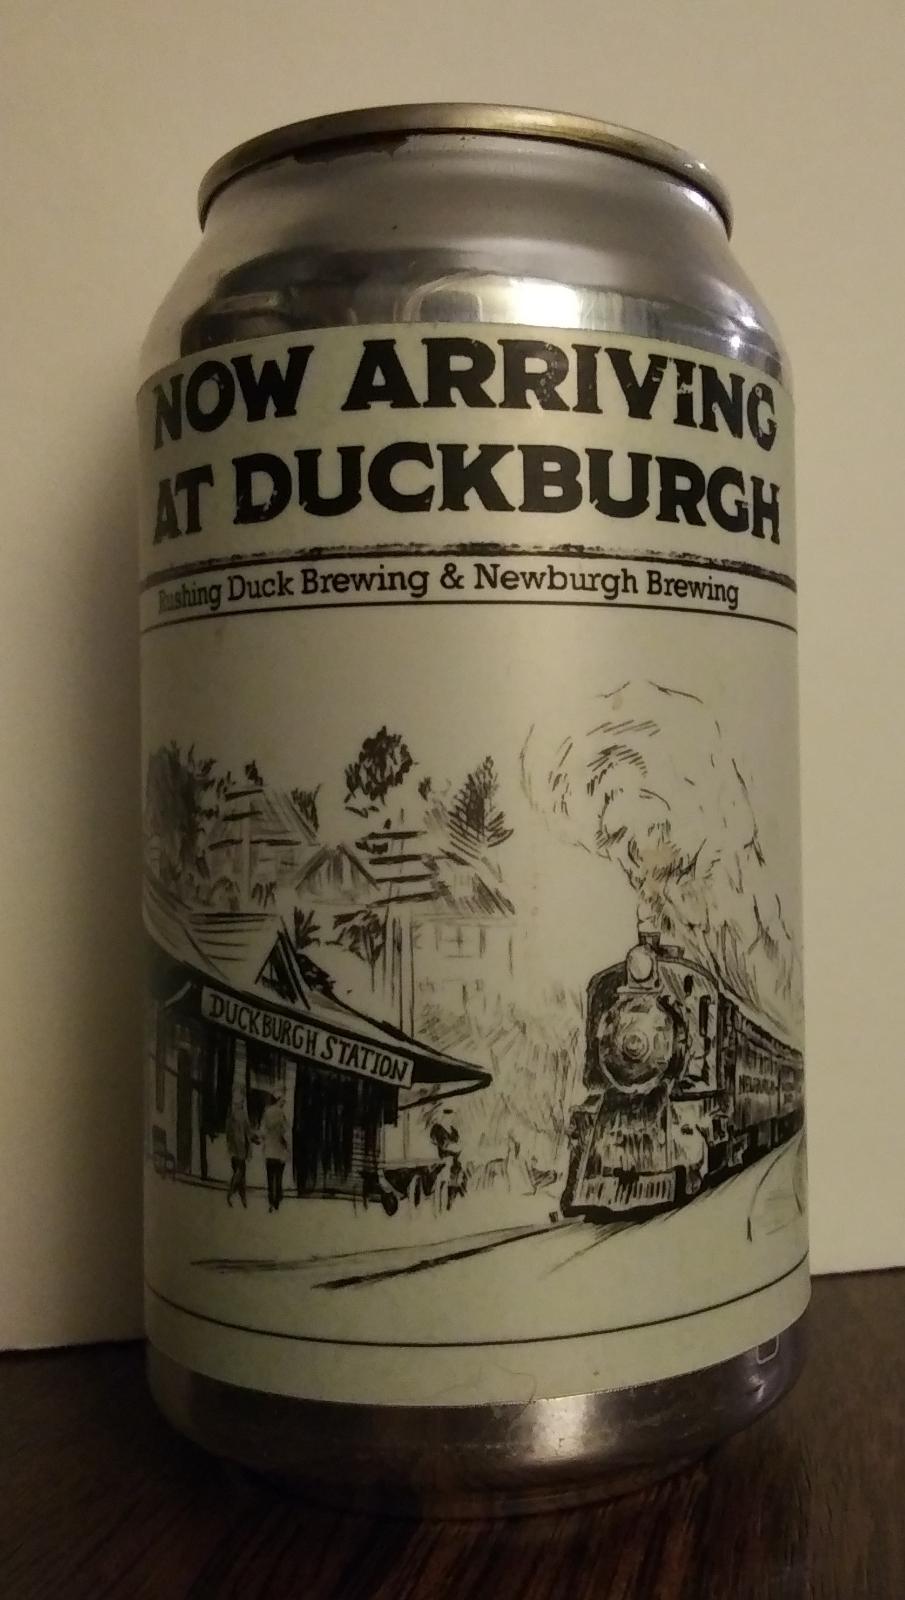 NOW ARRIVING
AT DUCKBURGH
Rushing Duck Brewing & Newburgh Brewing
DUCKBURGH STATION